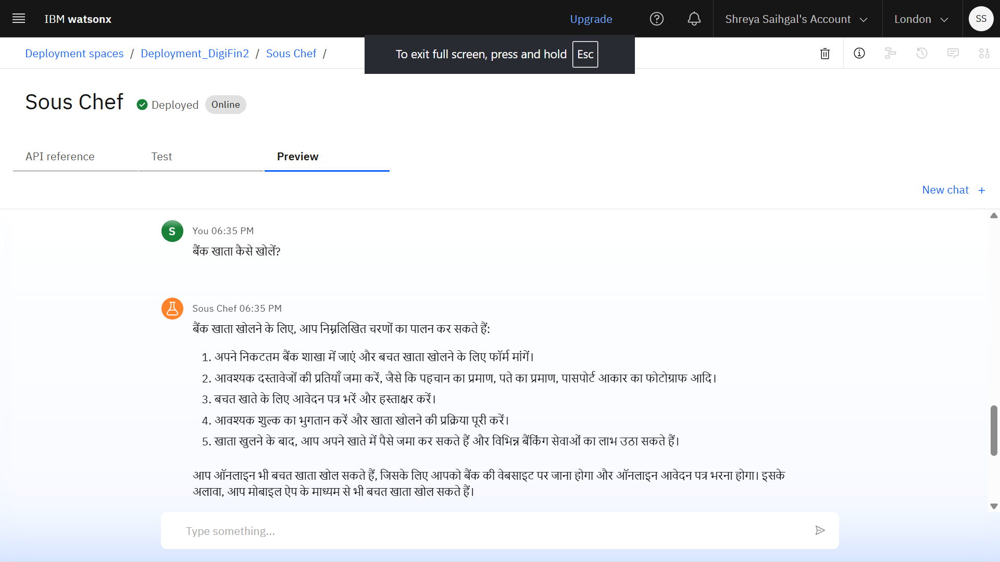 IBM watsonx
Upgrade
Shreya Saihgal's Account
London
SS
Deployment spaces / Deployment_DigiFin2 / Sous Chef /
To exit full screen, press and hold Esc
Sous Chef
Deployed
Online
API reference
Test
Preview
New chat +
S
You 06:35 PM
बैंक खाता कैसे खोलें?
Sous Chef 06:35 PM
बैंक खाता खोलने के लिए, आप निम्नलिखित चरणों का पालन कर सकते हैं:
1. अपने निकटतम बैंक शाखा में जाएं और बचत खाता खोलने के लिए फॉर्म मांगें।
2. आवश्यक दस्तावेजों की प्रतियाँ जमा करें, जैसे कि पहचान का प्रमाण, पते का प्रमाण, पासपोर्ट आकार का फोटोग्राफ आदि।
3. बचत खाते के लिए आवेदन पत्र भरें और हस्ताक्षर करें।
4. आवश्यक शुल्क का भुगतान करें और खाता खोलने की प्रक्रिया पूरी करें।
5. खाता खुलने के बाद, आप अपने खाते में पैसे जमा कर सकते हैं और विभिन्न बैंकिंग सेवाओं का लाभ उठा सकते हैं।
आप ऑनलाइन भी बचत खाता खोल सकते हैं, जिसके लिए आपको बैंक की वेबसाइट पर जाना होगा और ऑनलाइन आवेदन पत्र भरना होगा। इसके
अलावा, आप मोबाइल ऐप के माध्यम से भी बचत खाता खोल सकते हैं।
Type something...